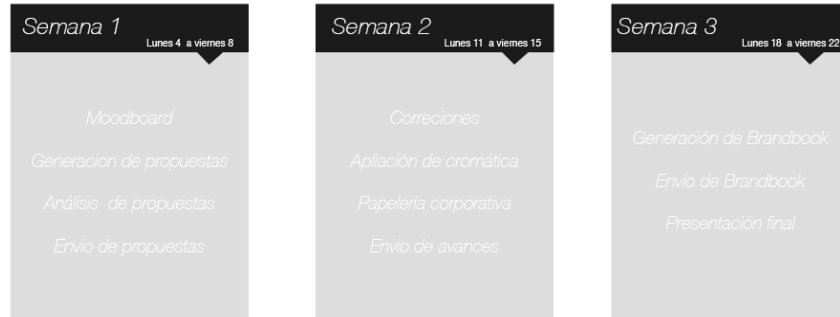 Semana 1
Lunes 4 a viernes 8
Moodboard
Generacion de propuestas
Análisis de propuestas
Envio de propuestas
Semana 2
Lunes 11 a viernes 15
Correciones
Apliación de cromática
Papelería corporativa
Envio de avances
Semana 3
Lunes 18 a viernes 22
Generación de Brandbook
Envio de Brandbook
Presentación final